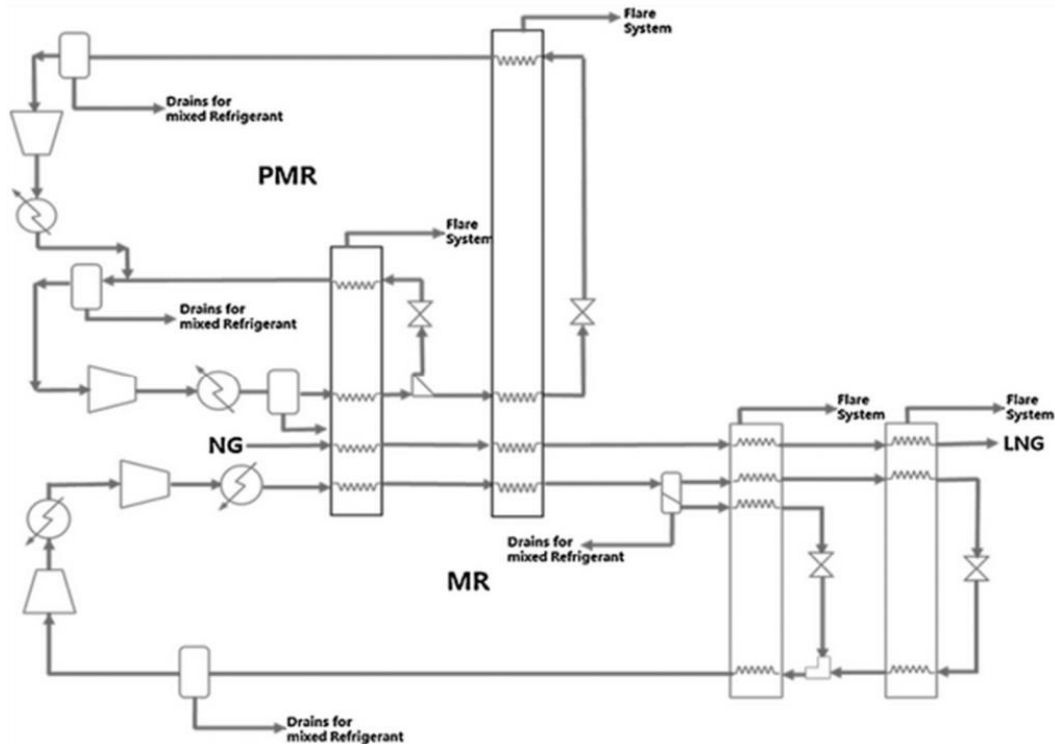 Flare
System
Drains for
mixed Refrigerant
PMR
Flare
System
Drains for
mixed Refrigerant
Flare
System
Flare
System
NG
LNG
Drains for
mixed Refrigerant
MR
Drains for
mixed Refrigerant